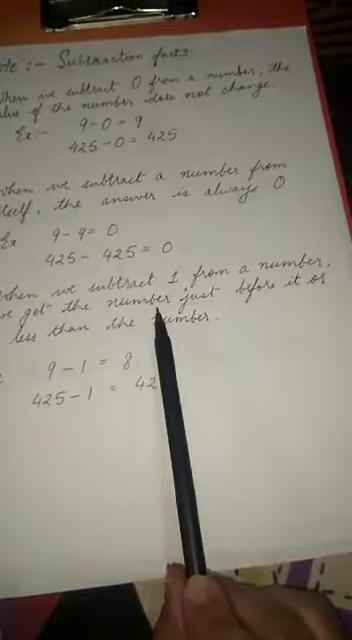 ote :- Subtraction facts
When we subtract 0 from a number, the
alue of the number does not change.
Ex:- 9-0 = 9
425-0 = 425
when we subtract a number from
itself, the answer is always 0
Ex 9-9= 0
425- 425 = 0
when we subtract 1 from a number,
we get the number just before it or
less than the number.
9-1 = 8
425-1 = 42